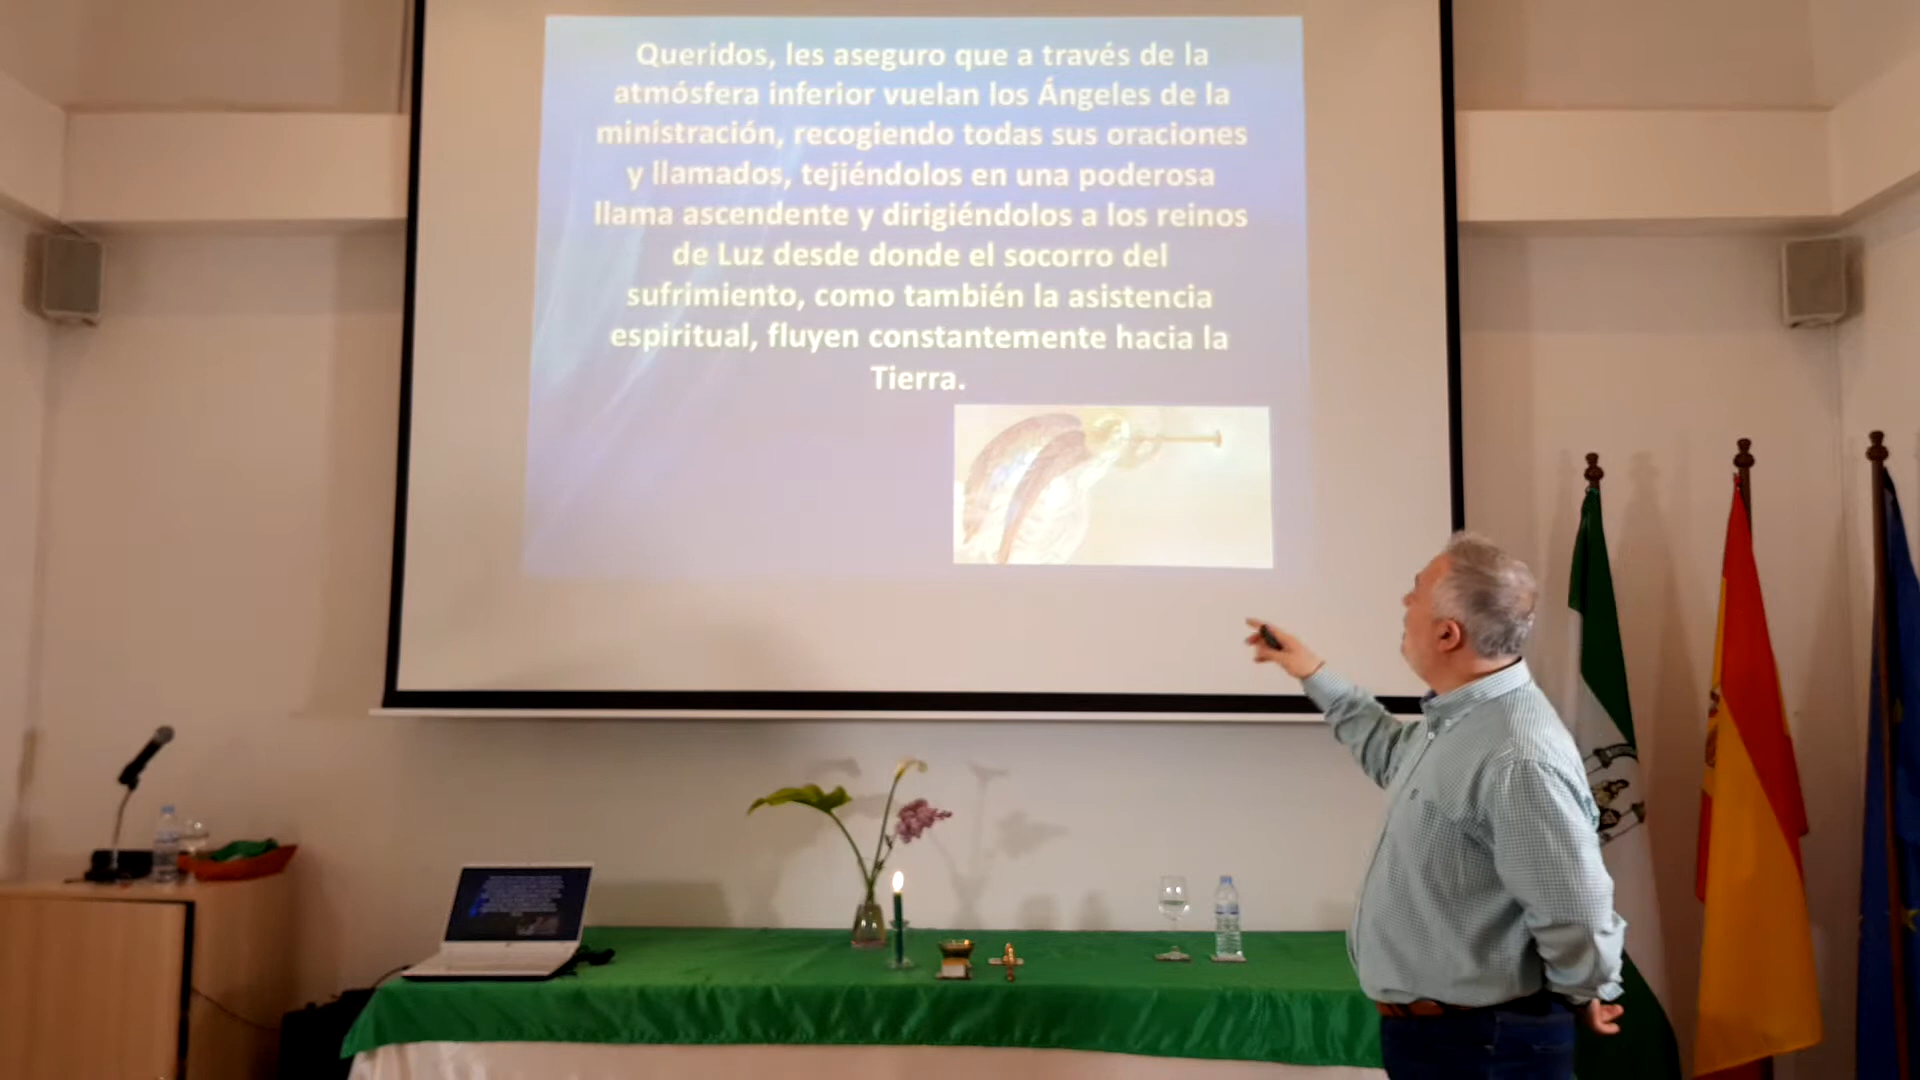 Queridos, les aseguro que a través de la
atmósfera inferior vuelan los Ángeles de la
ministración, recogiendo todas sus oraciones
y llamados, tejiéndolos en una poderosa
llama ascendente y dirigiéndolos a los reinos
de Luz desde donde el socorro del
sufrimiento, como también la asistencia
espiritual, fluyen constantemente hacia la
Tierra.